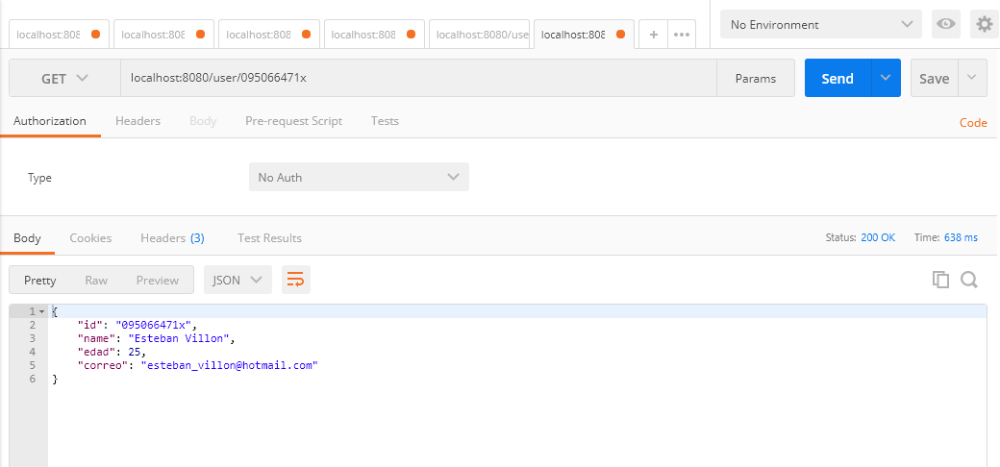 localhost:808 localhost:808 localhost:808 localhost:808 localhost:8080/use localhost:808 + ••• No Environment
GET localhost:8080/user/095066471x Params Send Save
Authorization Headers Body Pre-request Script Tests Code
Type No Auth
Body Cookies Headers (3) Test Results Status: 200 OK Time: 638 ms
Pretty Raw Preview JSON
1 {
2 "id": "095066471x",
3 "name": "Esteban Villon",
4 "edad": 25,
5 "correo": "esteban_villon@hotmail.com"
6 }